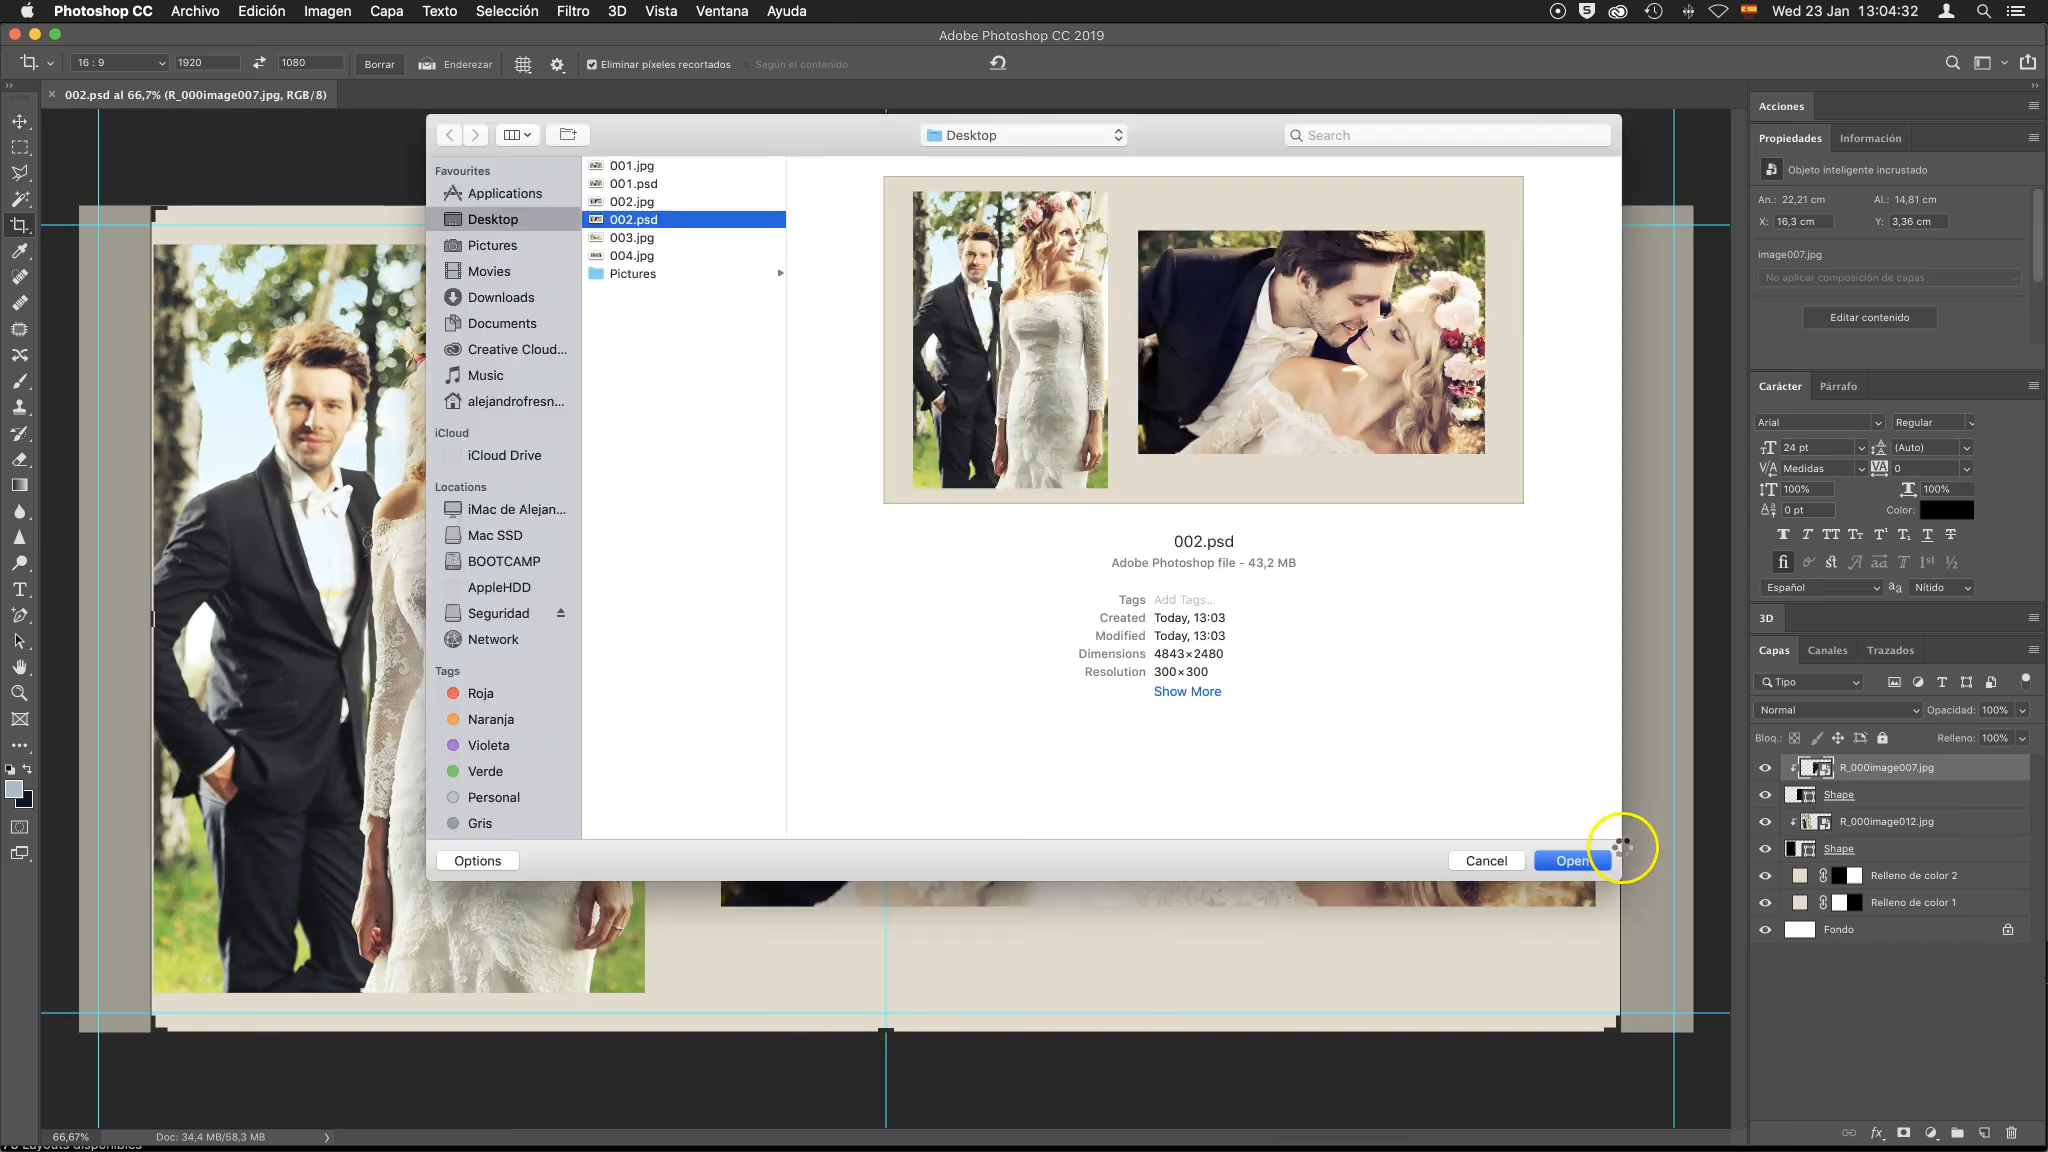 Photoshop CC Archivo Edición Imagen Capa Texto Selección Filtro 3D Vista Ventana Ayuda
Wed 23 Jan 13:04:32
Adobe Photoshop CC 2019
16 : 9 1920 1080 Borrar Enderezar Eliminar píxeles recortados Según el contenido
002.psd al 66,7% (R_000image007.jpg, RGB/8)
Desktop
Search
Favourites
Applications
Desktop
Pictures
Movies
Downloads
Documents
Creative Cloud...
Music
alejandrofresn...
iCloud
iCloud Drive
Locations
iMac de Alejan...
Mac SSD
BOOTCAMP
AppleHDD
Seguridad
Network
Tags
Roja
Naranja
Violeta
Verde
Personal
Gris
001.jpg
001.psd
002.jpg
002.psd
003.jpg
004.jpg
Pictures
002.psd
Adobe Photoshop file - 43,2 MB
Tags Add Tags...
Created Today, 13:03
Modified Today, 13:03
Dimensions 4843×2480
Resolution 300×300
Show More
Options
Cancel
Open
Acciones
Propiedades Información
Objeto inteligente incrustado
An.: 22,21 cm Al.: 14,81 cm
X: 16,3 cm Y: 3,36 cm
image007.jpg
No aplicar composición de capas
Editar contenido
Carácter Párrafo
Arial Regular
24 pt (Auto)
Medidas 0
100% 100%
0 pt Color:
Español Nítido
3D
Capas Canales Trazados
Tipo
Normal Opacidad: 100%
Bloq.: Relleno: 100%
R_000image007.jpg
Shape
R_000image012.jpg
Shape
Relleno de color 2
Relleno de color 1
Fondo
66,67% Doc: 34,4 MB/58,3 MB